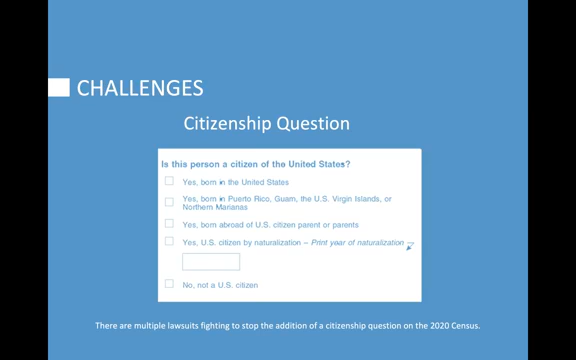 CHALLENGES
Citizenship Question
Is this person a citizen of the United States?
Yes, born in the United States
Yes, born in Puerto Rico, Guam, the U.S. Virgin Islands, or
Northern Marianas
Yes, born abroad of U.S. citizen parent or parents
Yes, U.S. citizen by naturalization – Print year of naturalization
No, not a U.S. citizen
There are multiple lawsuits fighting to stop the addition of a citizenship question on the 2020 Census.